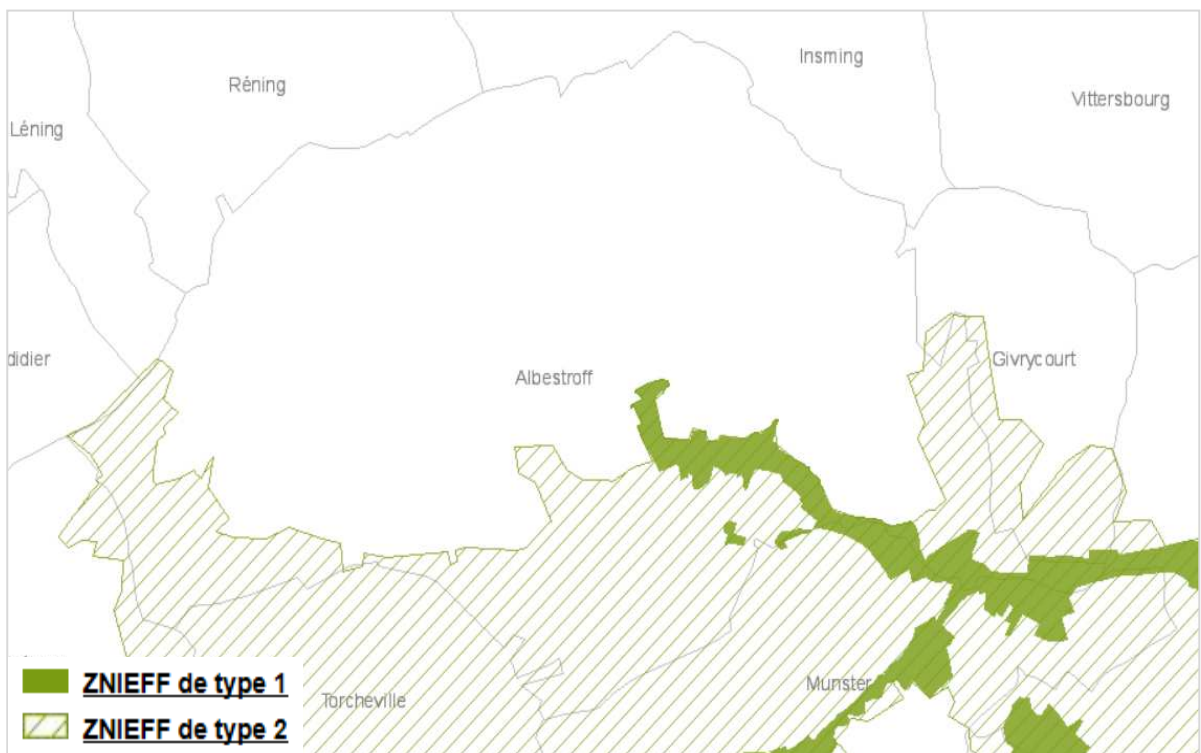 Insming
Réning
Vittersbourg
Léning
didier
Givrycourt
Albestroff
Munster
Torcheville
ZNIEFF de type 1
ZNIEFF de type 2